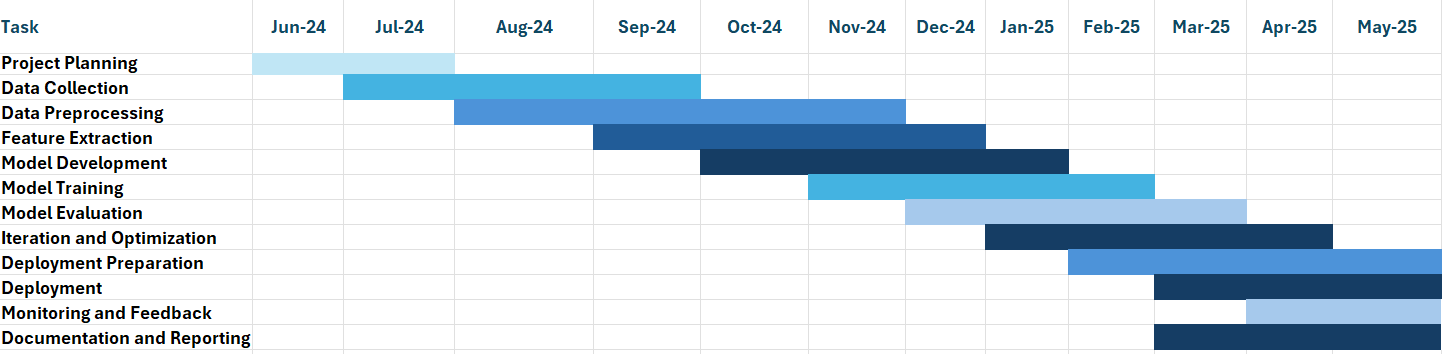 Task Jun-24 Jul-24 Aug-24 Sep-24 Oct-24 Nov-24 Dec-24 Jan-25 Feb-25 Mar-25 Apr-25 May-25
Project Planning
Data Collection
Data Preprocessing
Feature Extraction
Model Development
Model Training
Model Evaluation
Iteration and Optimization
Deployment Preparation
Deployment
Monitoring and Feedback
Documentation and Reporting